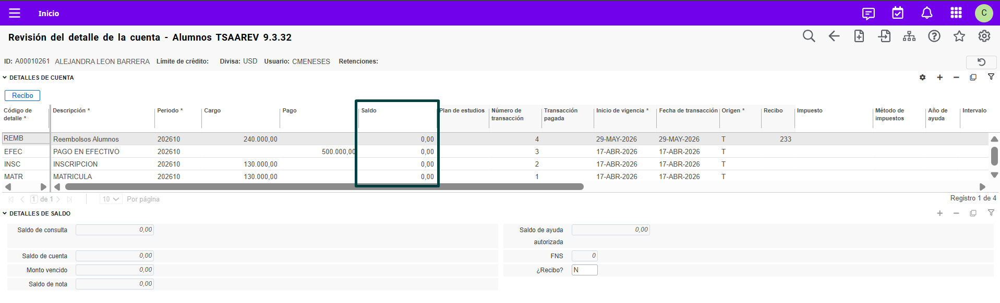 Inicio
C
Revisión del detalle de la cuenta - Alumnos TSAAREV 9.3.32
ID: A00010261 ALEJANDRA LEON BARRERA Límite de crédito: Divisa: USD Usuario: CMENESES Retenciones:
DETALLES DE CUENTA
Recibo
Código de detalle * Descripción * Periodo * Cargo Pago Saldo Plan de estudios Número de transacción Transacción pagada Inicio de vigencia * Fecha de transacción Origen * Recibo Impuesto Método de impuestos Año de ayuda Intervalo
REMB Reembolsos Alumnos 202610 240.000,00 0,00 4 29-MAY-2026 29-MAY-2026 T 233
EFEC PAGO EN EFECTIVO 202610 500.000,00 0,00 3 17-ABR-2026 17-ABR-2026 T
INSC INSCRIPCION 202610 130.000,00 0,00 2 17-ABR-2026 17-ABR-2026 T
MATR MATRICULA 202610 130.000,00 0,00 1 17-ABR-2026 17-ABR-2026 T
1 de 1 10 Por página Registro 1 de 4
DETALLES DE SALDO
Saldo de consulta 0,00 Saldo de ayuda autorizada 0,00
Saldo de cuenta 0,00 FNS 0
Monto vencido 0,00 ¿Recibo? N
Saldo de nota 0,00